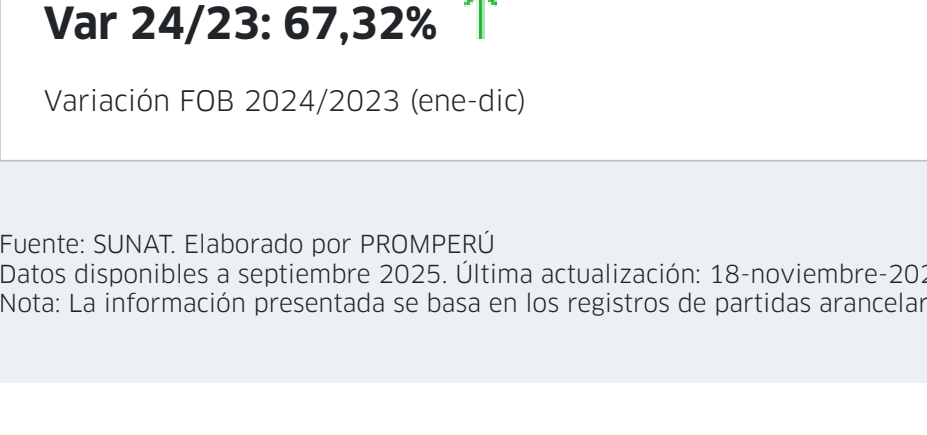 Var 24/23: 67,32% ↑
Variación FOB 2024/2023 (ene-dic)
Fuente: SUNAT. Elaborado por PROMPERÚ
Datos disponibles a septiembre 2025. Última actualización: 18-noviembre-202
Nota: La información presentada se basa en los registros de partidas arancelar